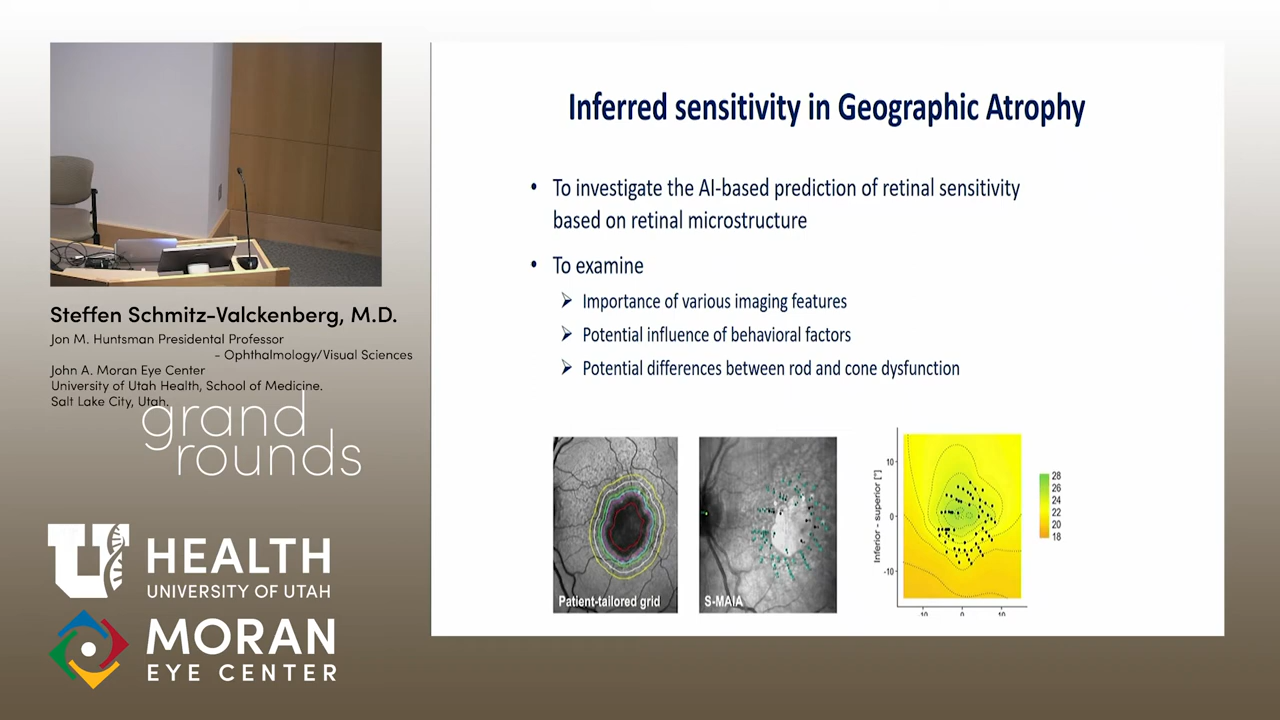 Inferred sensitivity in Geographic Atrophy
• To investigate the AI-based prediction of retinal sensitivity
based on retinal microstructure
• To examine
➢ Importance of various imaging features
➢ Potential influence of behavioral factors
➢ Potential differences between rod and cone dysfunction
Patient-tailored grid
S-MAIA
Inferior - superior [°]
10
0
-10
10
0
10
28
26
24
22
20
18
Steffen Schmitz-Valckenberg, M.D.
Jon M. Huntsman Presidental Professor
- Ophthalmology/Visual Sciences
John A. Moran Eye Center
University of Utah Health, School of Medicine.
Salt Lake City, Utah.
grand
rounds
U HEALTH
UNIVERSITY OF UTAH
MORAN
EYE CENTER